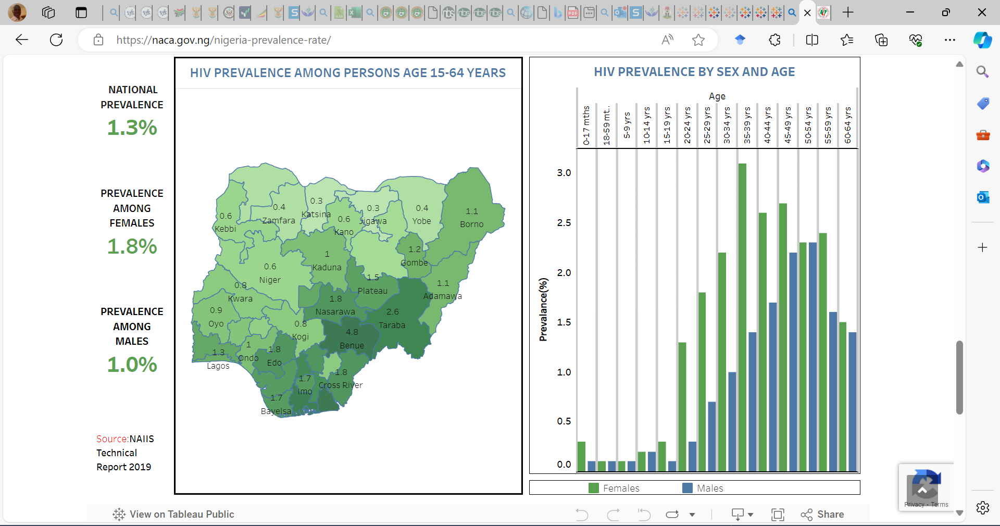 https://naca.gov.ng/nigeria-prevalence-rate/
NATIONAL
PREVALENCE
1.3%
PREVALENCE
AMONG
FEMALES
1.8%
PREVALENCE
AMONG
MALES
1.0%
Source:NAIIS
Technical
Report 2019
HIV PREVALENCE AMONG PERSONS AGE 15-64 YEARS
0.6
Kebbi
0.4
Zamfara
0.3
Katsina
0.6
Kano
0.3
Jigawa
0.4
Yobe
1.1
Borno
1.2
Gombe
1
Kaduna
0.6
Niger
1.5
Plateau
1.1
Adamawa
0.8
Kwara
1.8
Nasarawa
2.6
Taraba
0.9
Oyo
0.8
Kogi
4.8
Benue
1.3
Lagos
1
Ondo
1.8
Edo
1.7
Imo
1.8
Cross River
1.7
Bayelsa
HIV PREVALENCE BY SEX AND AGE
Age
0-17 mths
18-59 mt..
5-9 yrs
10-14 yrs
15-19 yrs
20-24 yrs
25-29 yrs
30-34 yrs
35-39 yrs
40-44 yrs
45-49 yrs
50-54 yrs
55-59 yrs
60-64 yrs
Prevalance(%)
3.0
2.5
2.0
1.5
1.0
0.5
0.0
Females
Males
Privacy - Terms
View on Tableau Public
Share